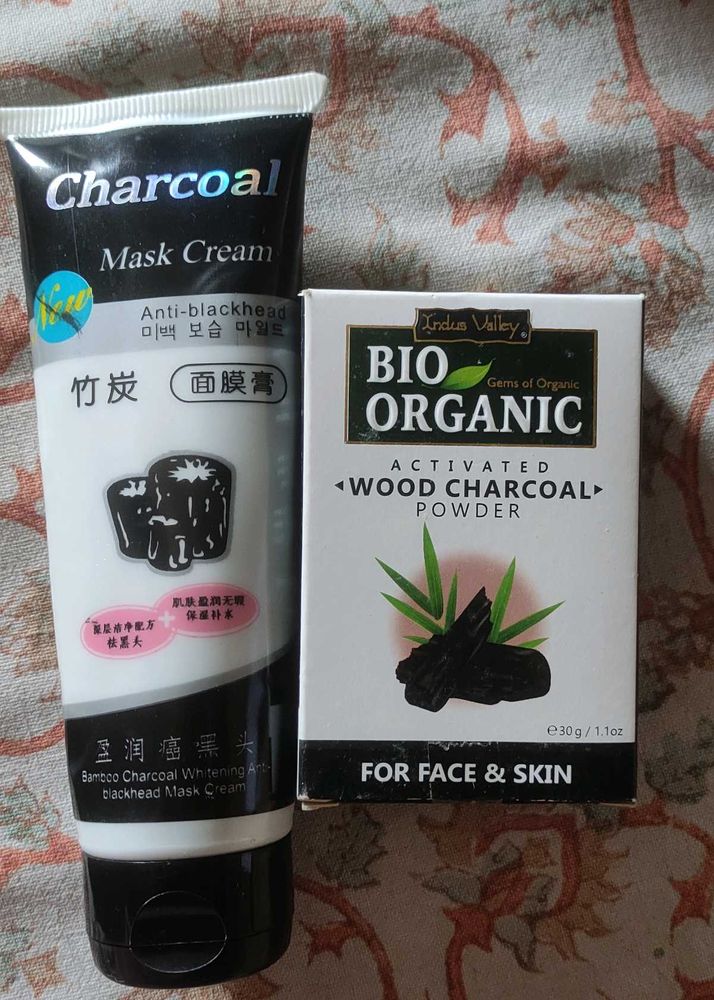 Charcoal
Mask Cream
New
Anti-blackhead
미백 보습 마일드
竹炭
面膜膏
深层洁净配方
祛黑头
肌肤盈润无瑕
保湿补水
盈润癌嘿头
Bamboo Charcoal Whitening Anti-
blackhead Mask Cream
Indus Valley
®
BIO
Gems of Organic
ORGANIC
ACTIVATED
WOOD CHARCOAL
POWDER
℮30g / 1.1oz
FOR FACE & SKIN